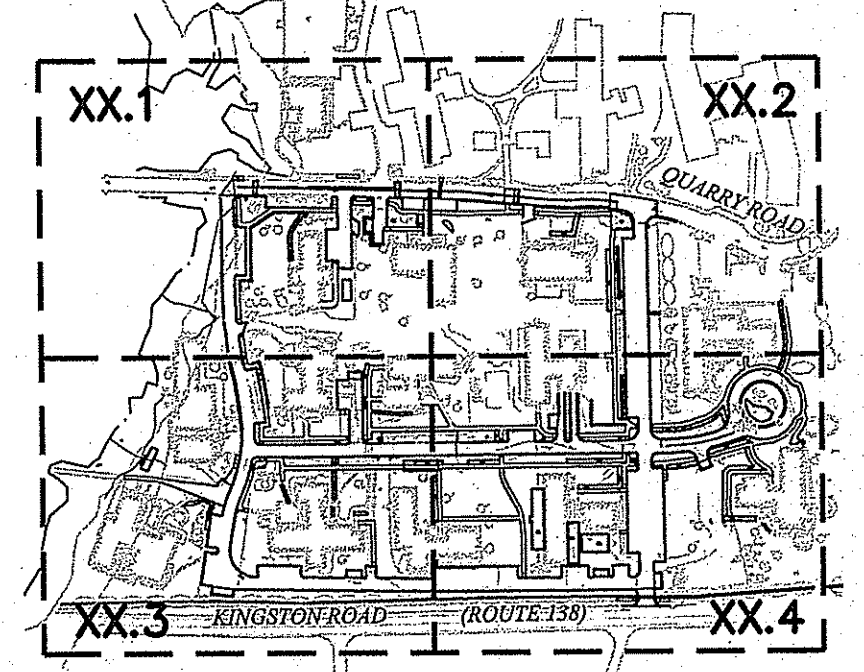 XX.1
XX.2
QUARRY ROAD
XX.3
KINGSTON ROAD
(ROUTE 138)
XX.4